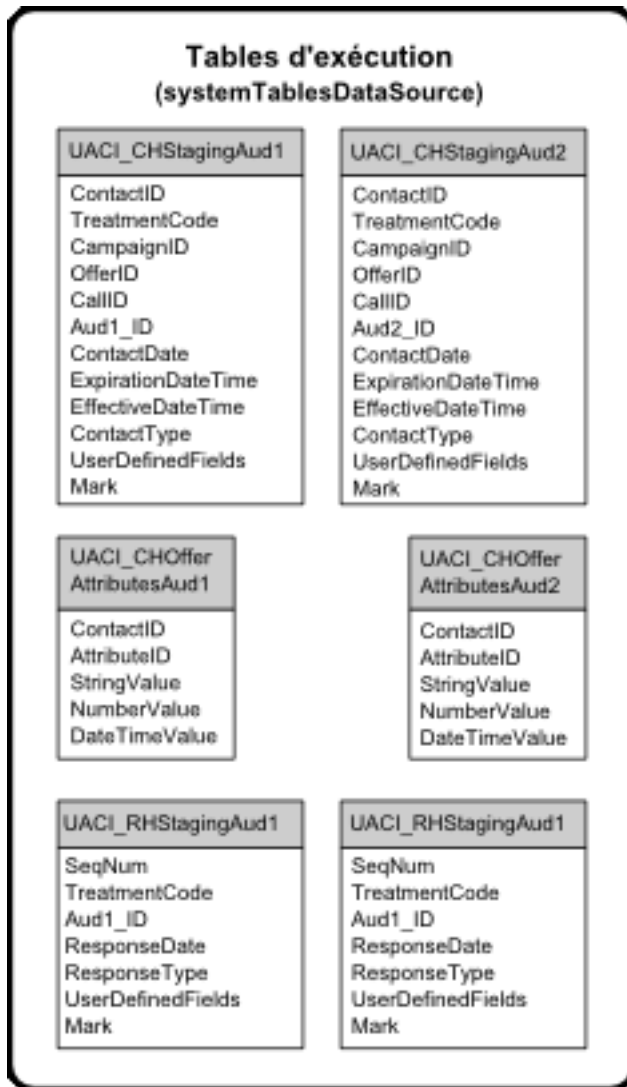 Tables d'exécution
(systemTablesDataSource)
UACI_CHStagingAud1
ContactID
TreatmentCode
CampaignID
OfferID
CallID
Aud1_ID
ContactDate
ExpirationDateTime
EffectiveDateTime
ContactType
UserDefinedFields
Mark
UACI_CHStagingAud2
ContactID
TreatmentCode
CampaignID
OfferID
CallID
Aud2_ID
ContactDate
ExpirationDateTime
EffectiveDateTime
ContactType
UserDefinedFields
Mark
UACI_CHOffer
AttributesAud1
ContactID
AttributeID
StringValue
NumberValue
DateTimeValue
UACI_CHOffer
AttributesAud2
ContactID
AttributeID
StringValue
NumberValue
DateTimeValue
UACI_RHStagingAud1
SeqNum
TreatmentCode
Aud1_ID
ResponseDate
ResponseType
UserDefinedFields
Mark
UACI_RHStagingAud1
SeqNum
TreatmentCode
Aud1_ID
ResponseDate
ResponseType
UserDefinedFields
Mark